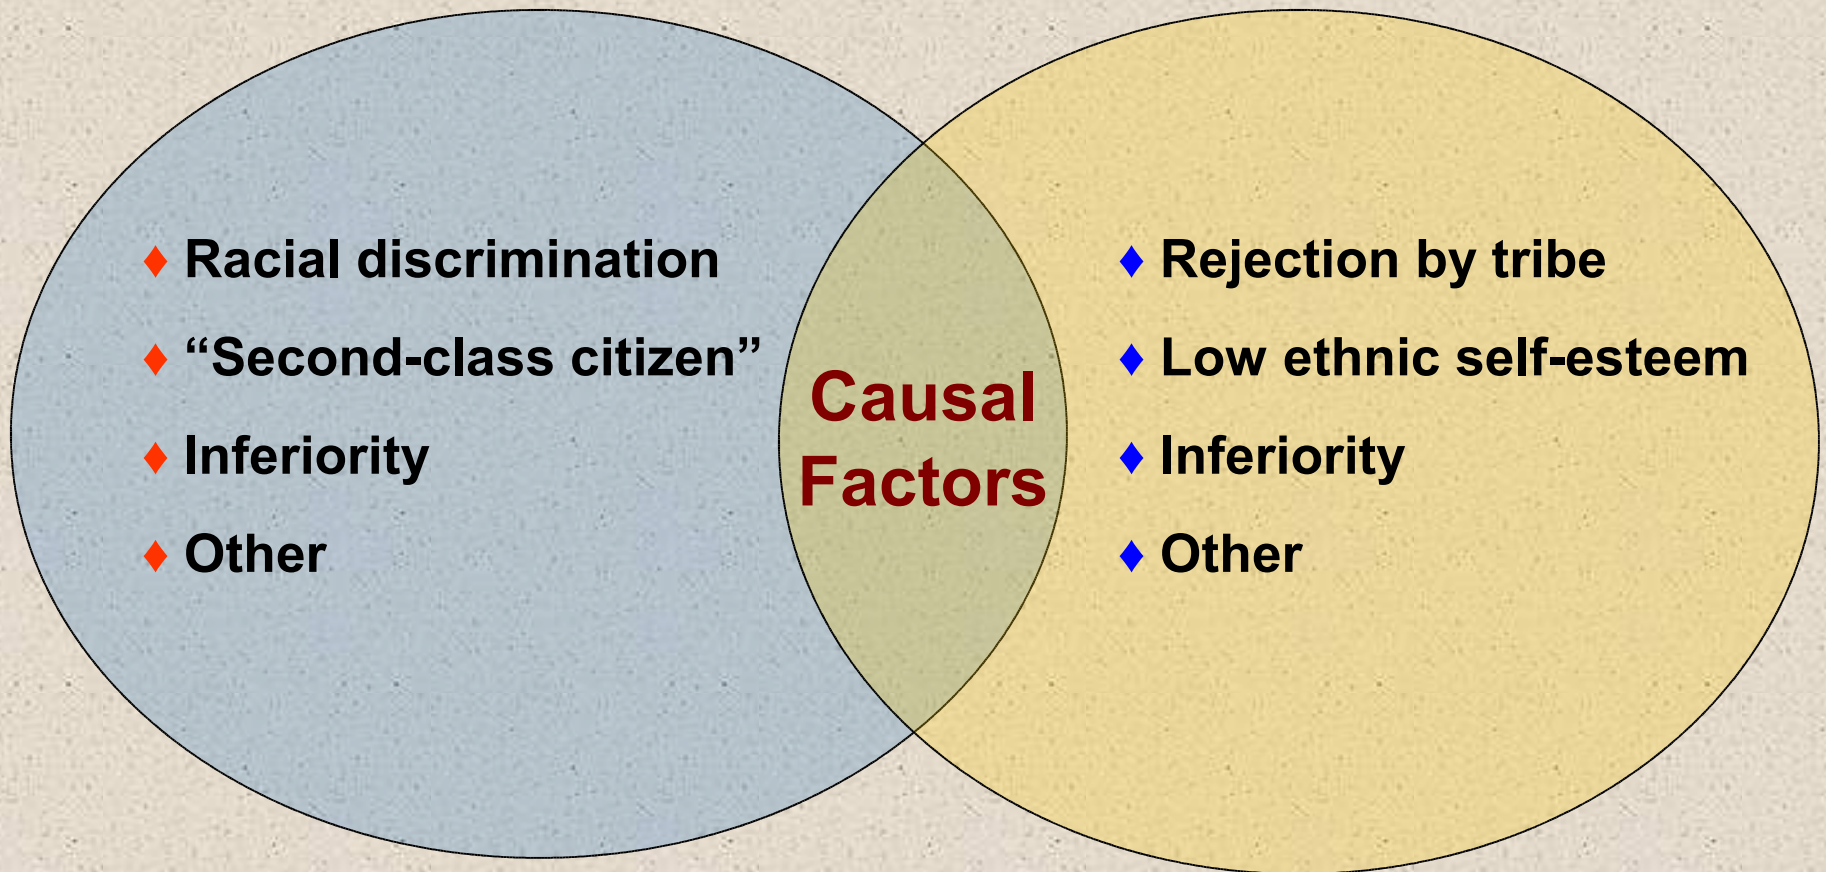 ♦ Racial discrimination
♦ “Second-class citizen”
♦ Inferiority
♦ Other
Causal
Factors
♦ Rejection by tribe
♦ Low ethnic self-esteem
♦ Inferiority
♦ Other